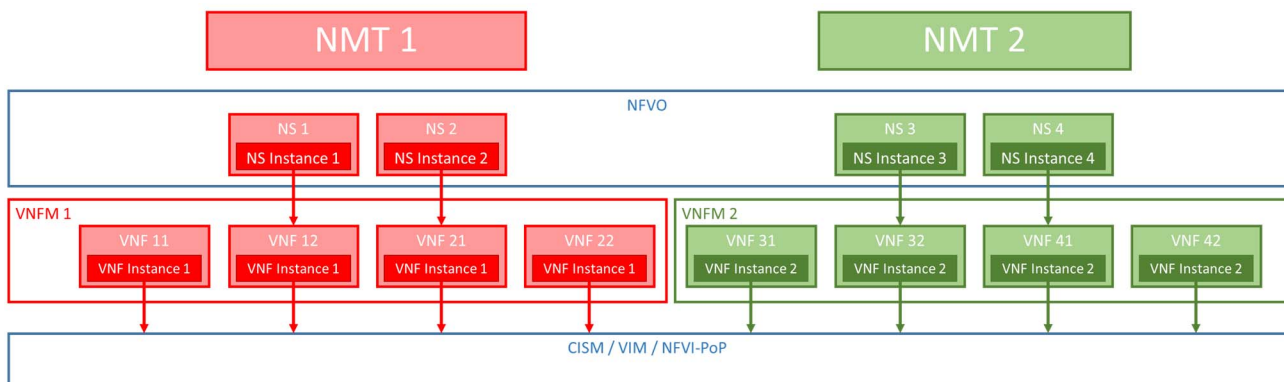 NMT 1
NMT 2
NFVO
NS 1
NS 2
NS 3
NS 4
NS Instance 1
NS Instance 2
NS Instance 3
NS Instance 4
VNFM 1
VNFM 2
VNF 11
VNF 12
VNF 21
VNF 22
VNF 31
VNF 32
VNF 41
VNF 42
VNF Instance 1
VNF Instance 1
VNF Instance 1
VNF Instance 1
VNF Instance 2
VNF Instance 2
VNF Instance 2
VNF Instance 2
CISM / VIM / NFVI-PoP